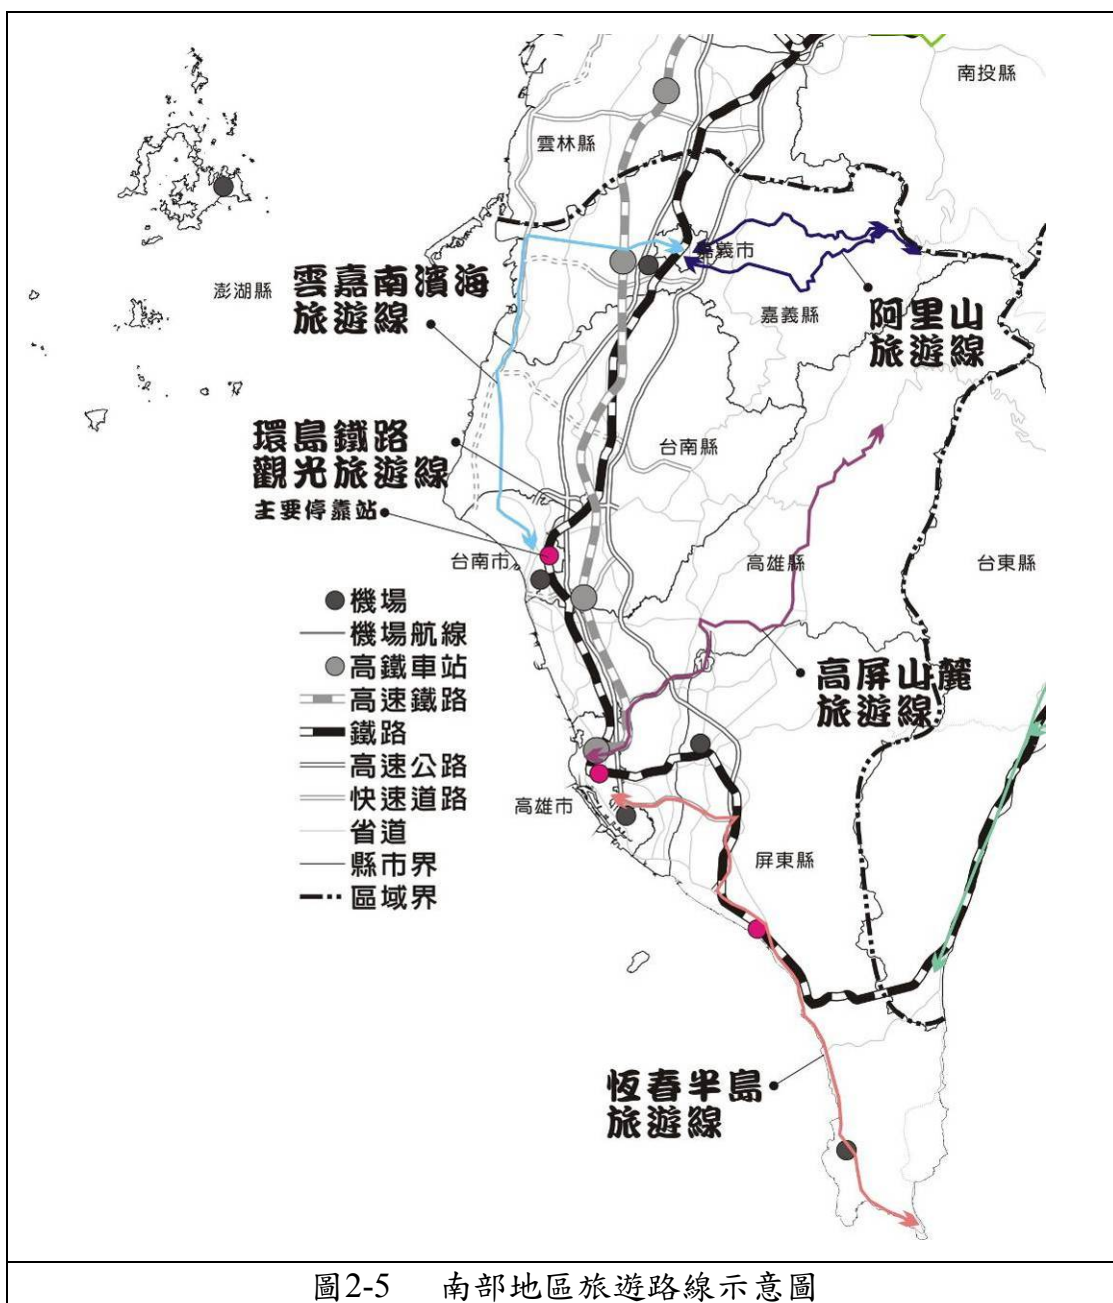 南投縣
雲林縣
澎湖縣
嘉義市
雲嘉南濱海
旅遊線
嘉義縣
阿里山
旅遊線
環島鐵路
觀光旅遊線
主要停靠站
台南縣
台南市
高雄縣
台東縣
機場
機場航線
高鐵車站
高速鐵路
鐵路
高速公路
快速道路
省道
縣市界
區域界
高屏山麓
旅遊線
高雄市
屏東縣
恆春半島
旅遊線
圖2-5 南部地區旅遊路線示意圖